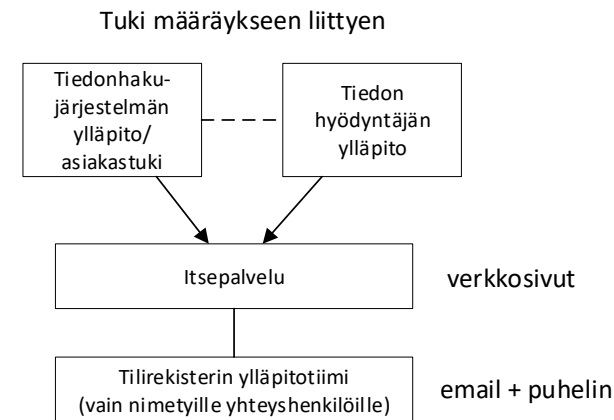 Tuki määräykseen liittyen
Tiedonhaku-
järjestelmän
ylläpito/
asiakastuki
Tiedon
hyödyntäjän
ylläpito
Itsepalvelu
verkkosivut
Tilirekisterin ylläpitotiimi
(vain nimetyille yhteyshenkilöille)
email + puhelin